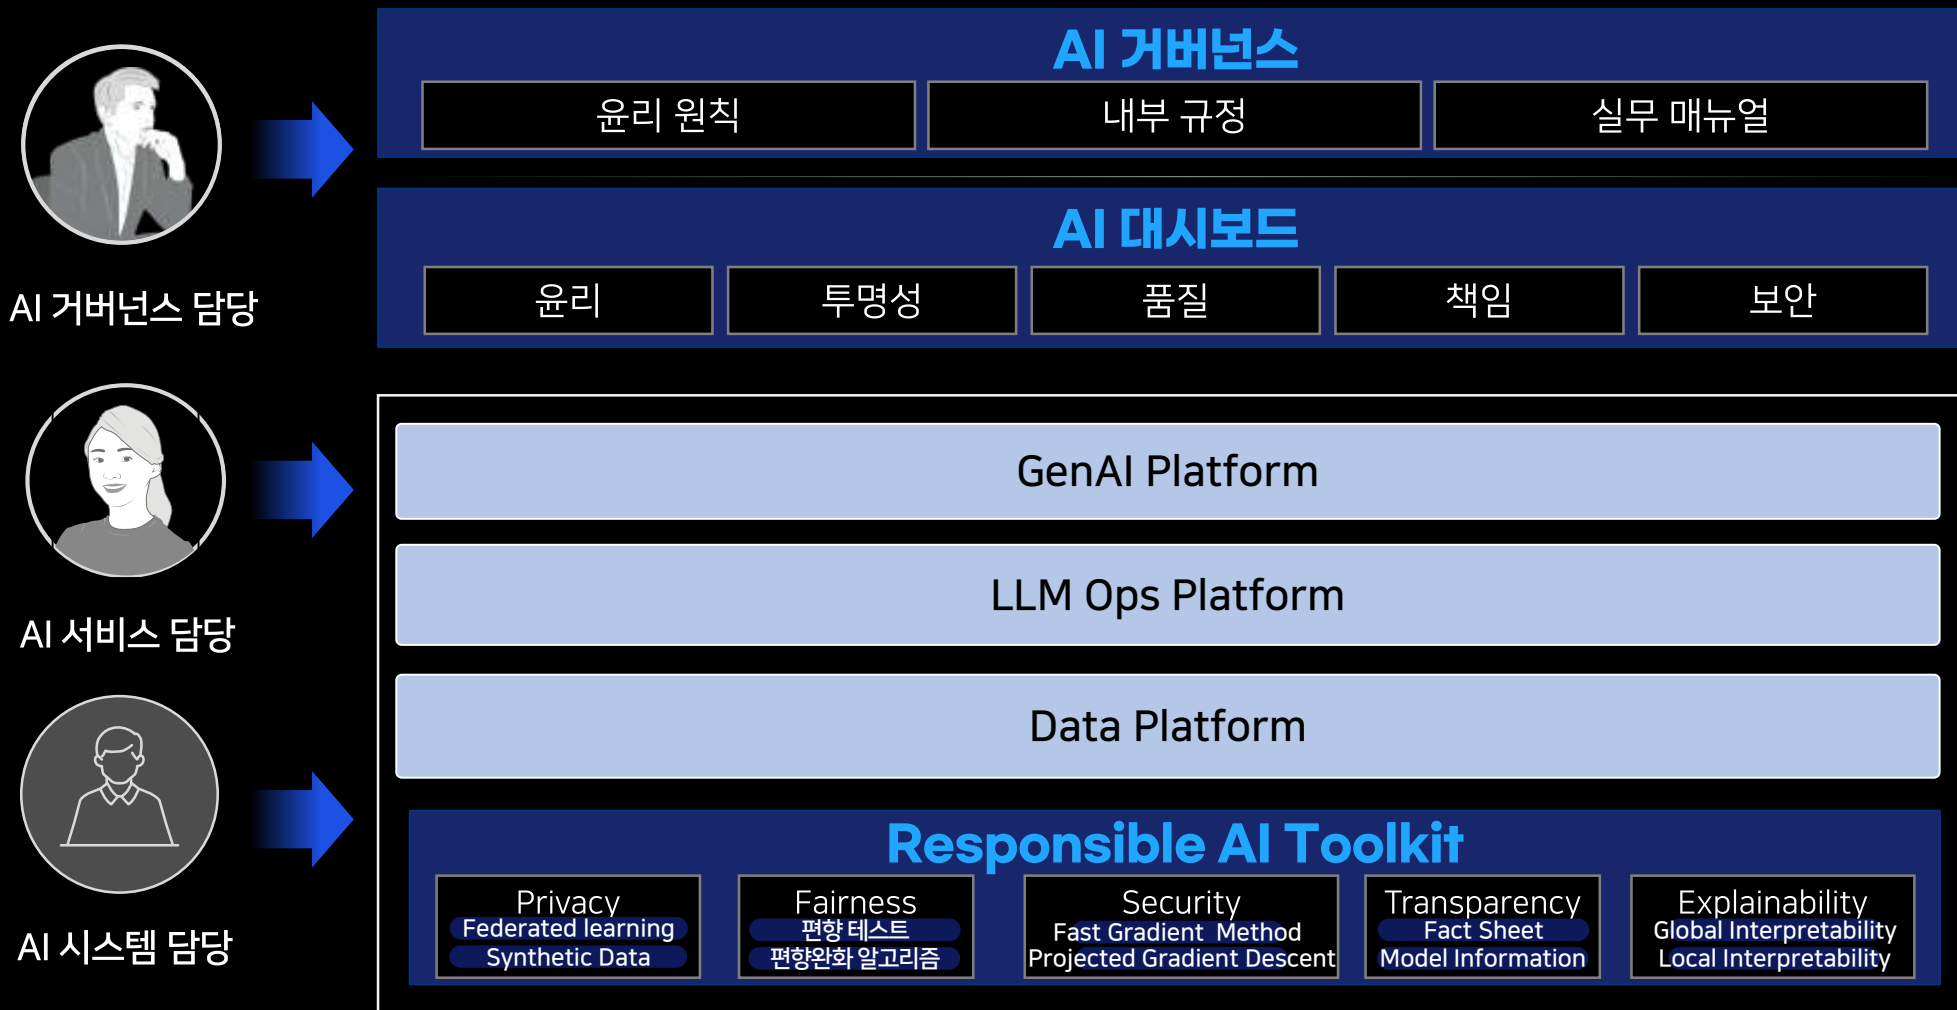 AI 거버넌스
윤리 원칙
내부 규정
실무 매뉴얼
AI 대시보드
윤리
투명성
품질
책임
보안
AI 거버넌스 담당
GenAI Platform
LLM Ops Platform
AI 서비스 담당
Data Platform
Responsible AI Toolkit
Privacy
Federated learning
Synthetic Data
Fairness
편향 테스트
편향완화 알고리즘
Security
Fast Gradient Method
Projected Gradient Descent
Transparency
Fact Sheet
Model Information
Explainability
Global Interpretability
Local Interpretability
AI 시스템 담당